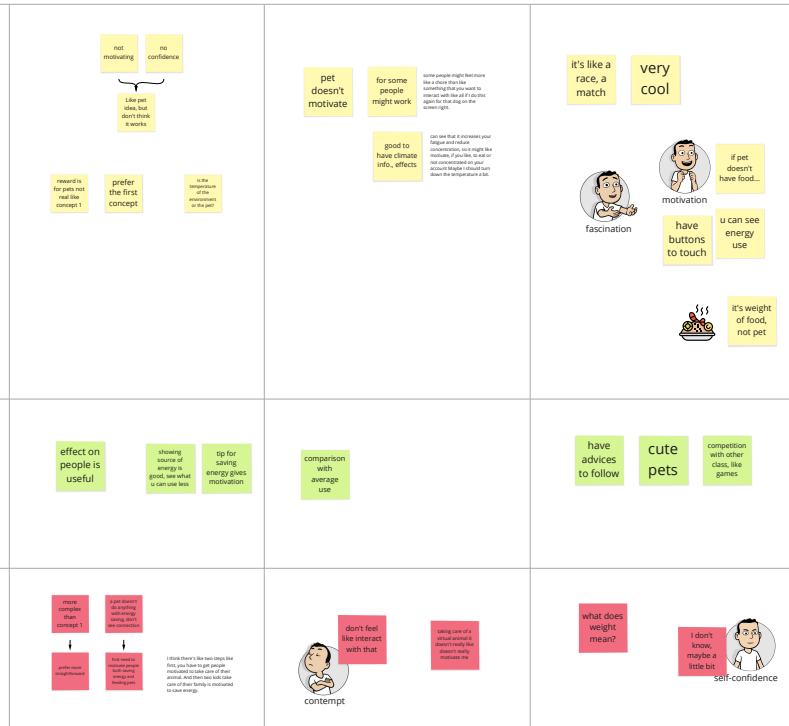 not
motivating
no
confidence
Like pet
idea, but
don't think
it works
reward is
for pets not
real like
concept 1
prefer
the first
concept
is the
temperature
of the
environment
or the pet?
pet
doesn't
motivate
for some
people
might work
some people might feel more
like a chore than like
something that you want to
interact with like all if I do this
again for that dog on the
screen right.
good to
have climate
info., effects
can see that it increases your
fatigue and reduce
concentration, so it might like
motivate, if you like, to eat or
not concentrated on your
account Maybe I should turn
down the temperature a bit.
it's like a
race, a
match
very
cool
if pet
doesn't
have food...
motivation
fascination
have
buttons
to touch
u can see
energy
use
it's weight
of food,
not pet
effect on
people is
useful
showing
source of
energy is
good, see what
u can use less
tip for
saving
energy gives
motivation
comparison
with
average
use
have
advices
to follow
cute
pets
competition
with other
class, like
games
more
complex
than
concept 1
a pet doesn't
do anything
with energy
saving, don't
see connection
prefer more
straightforward
first need to
motivate people
both saving
energy and
feeding pets
I think there's like two steps like
first, you have to get people
motivated to take care of their
animal. And then two kids take
care of their family is motivated
to save energy.
don't feel
like interact
with that
contempt
taking care of a
virtual animal it
doesn't really like
doesn't really
motivate me
what does
weight
mean?
I don't
know,
maybe a
little bit
self-confidence